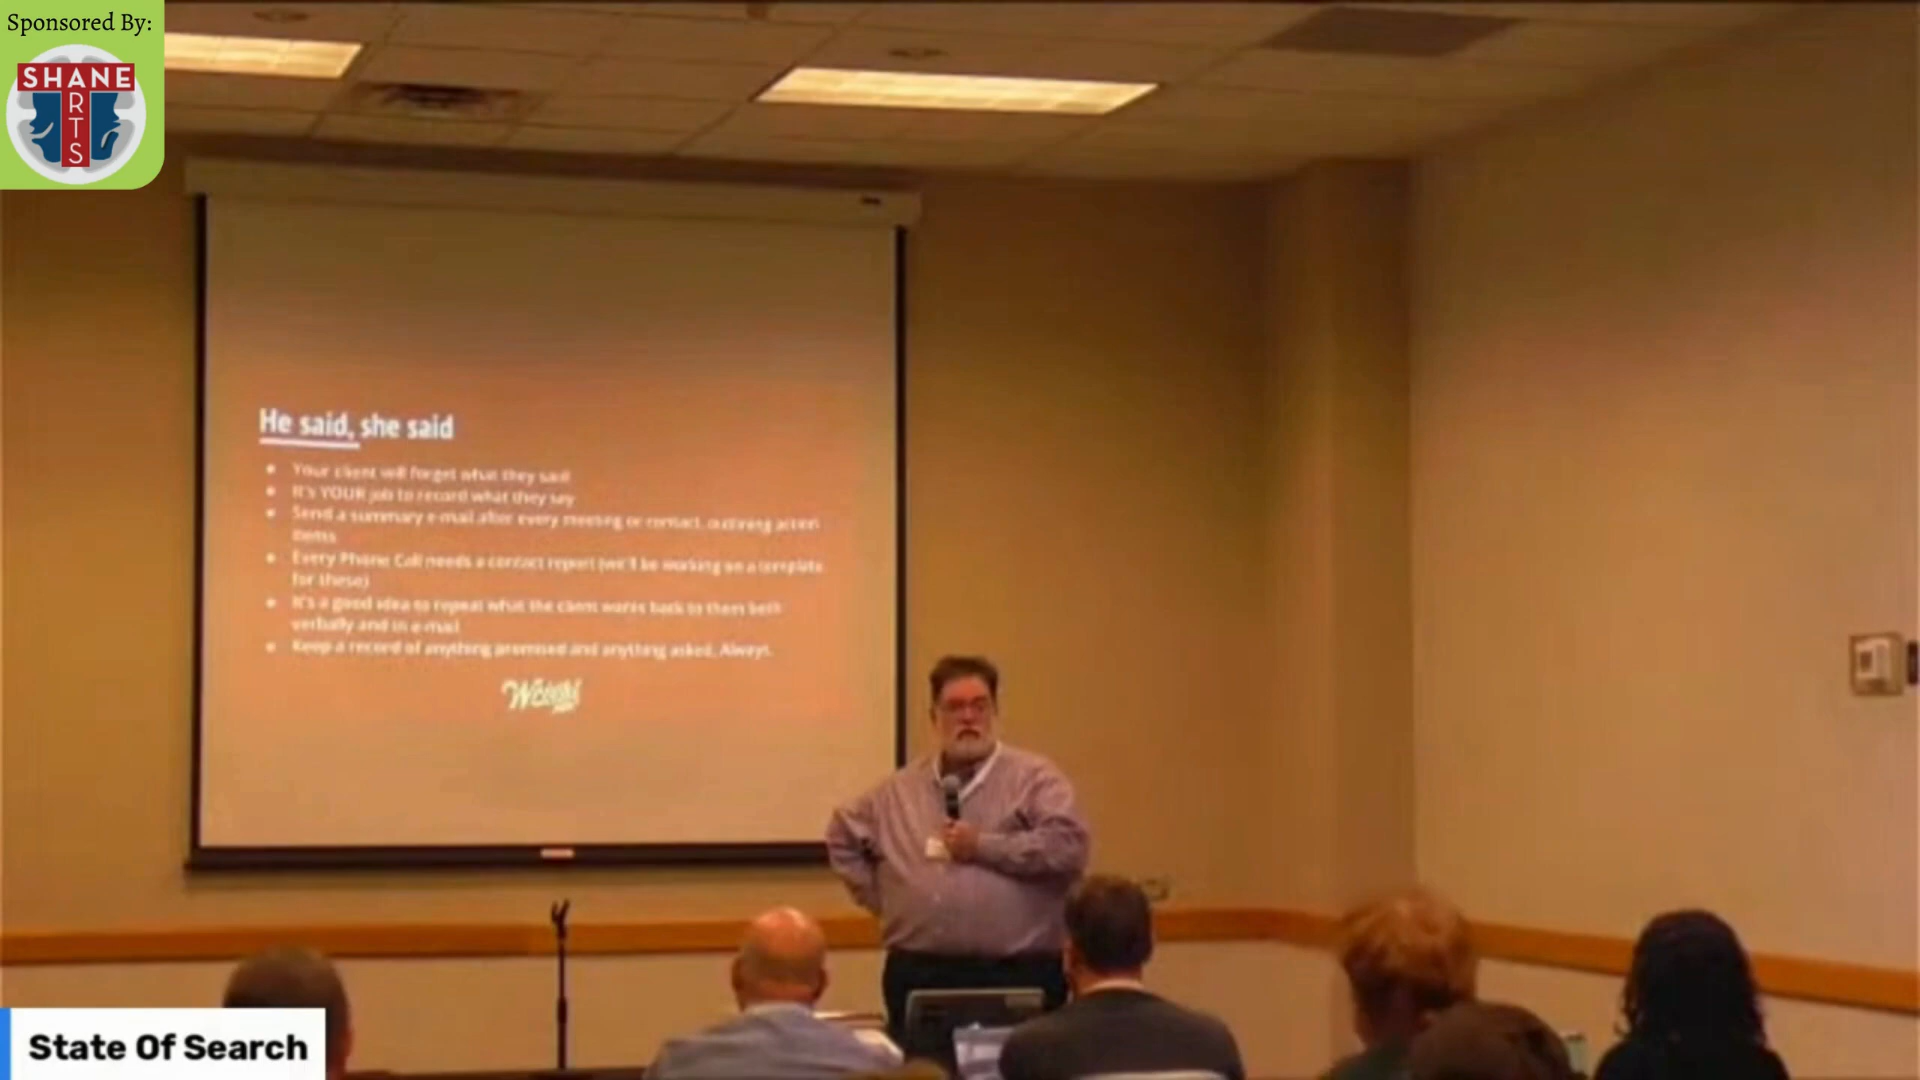 Sponsored By:
SHANE
ARTS
He said, she said
Your client will forget what they said
It's YOUR job to record what they say
Send a summary e-mail after every meeting or contact, outlining action
items
Every Phone Call needs a contact report (we'll be working on a template
for these)
It's a good idea to repeat what the client wants back to them both
verbally and in e-mail
Keep a record of anything promised and anything asked. Always.
State Of Search